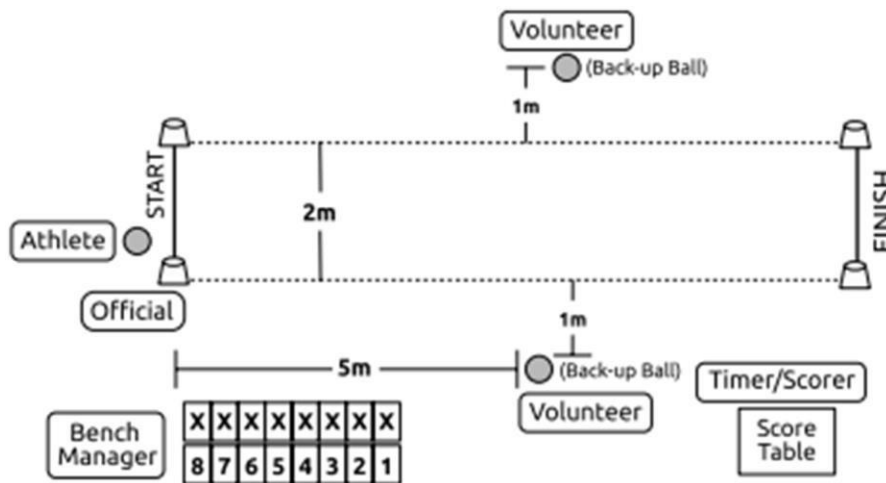 Volunteer
(Back-up Ball)
1m
START
2m
FINISH
Athlete
Official
1m
5m
(Back-up Ball)
Volunteer
Timer/Scorer
Bench
Manager
X X X X X X X X
8 7 6 5 4 3 2 1
Score
Table